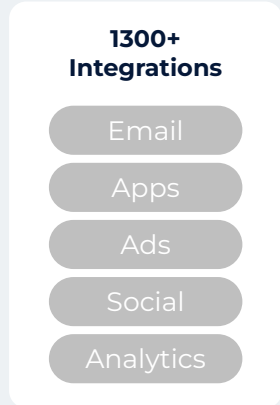 1300+
Integrations
Email
Apps
Ads
Social
Analytics